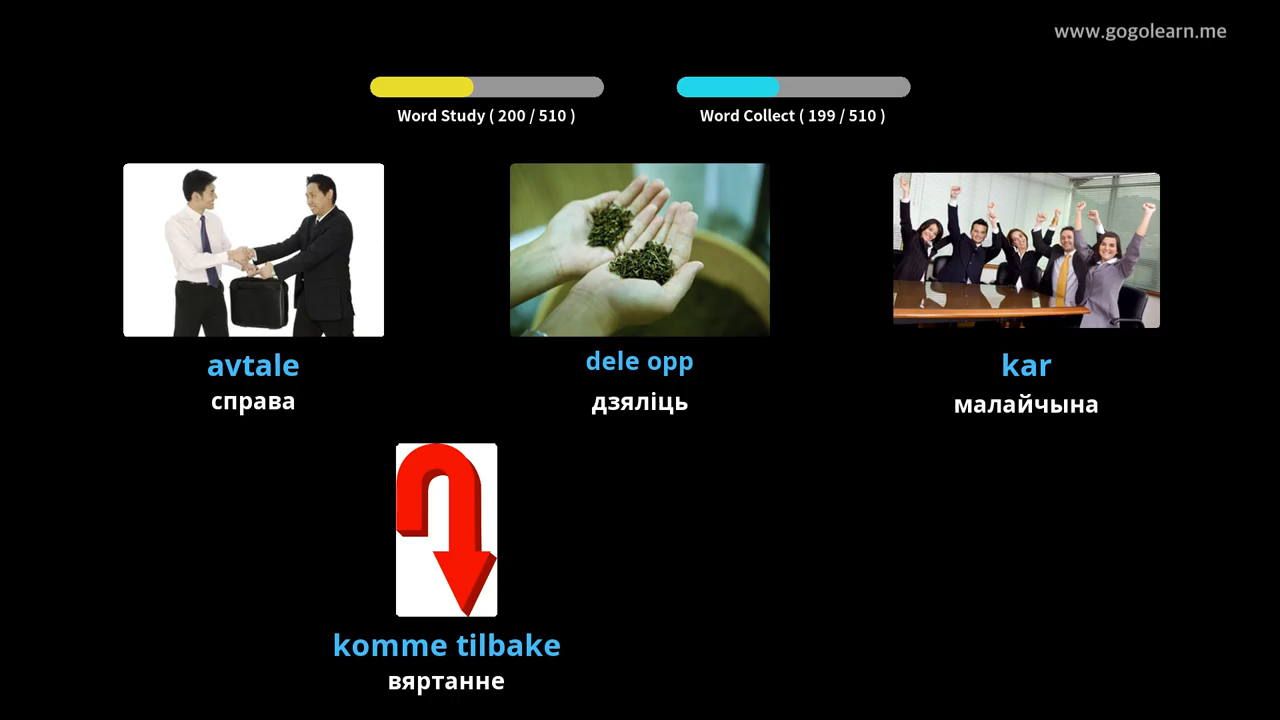 www.gogolearn.me
Word Study ( 200 / 510 )
Word Collect ( 199 / 510 )
avtale
справа
dele opp
дзяліць
kar
малайчына
komme tilbake
вяртанне